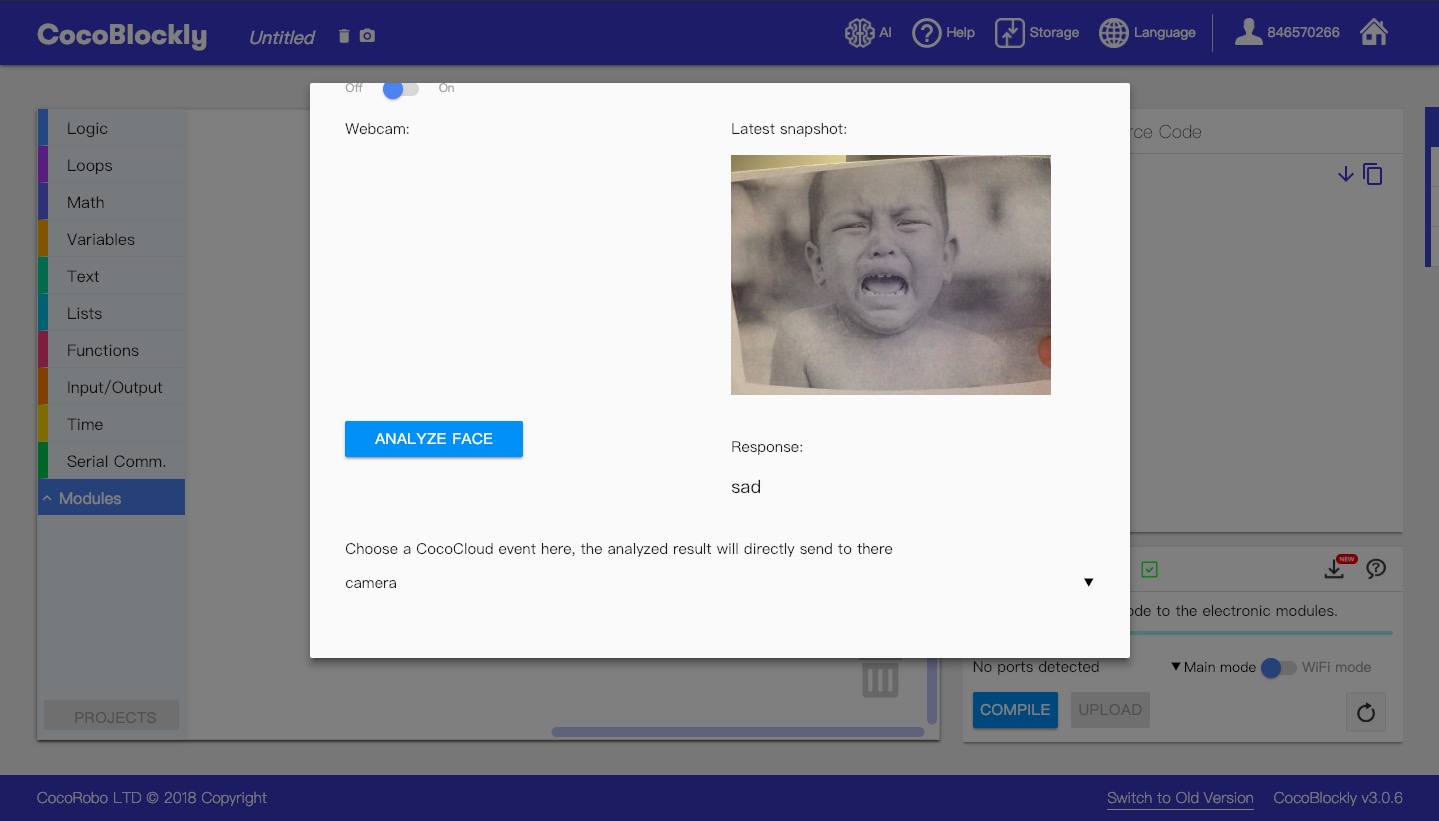 CocoBlockly Untitled AI Help Storage Language 846570266
Off On
Webcam:
Latest snapshot:
ANALYZE FACE
Response:
sad
Choose a CocoCloud event here, the analyzed result will directly send to there
camera ▼
Logic
Loops
Math
Variables
Text
Lists
Functions
Input/Output
Time
Serial Comm.
Modules
PROJECTS
rce Code
NEW
ode to the electronic modules.
No ports detected ▼ Main mode WiFi mode
COMPILE UPLOAD
CocoRobo LTD © 2018 Copyright Switch to Old Version CocoBlockly v3.0.6